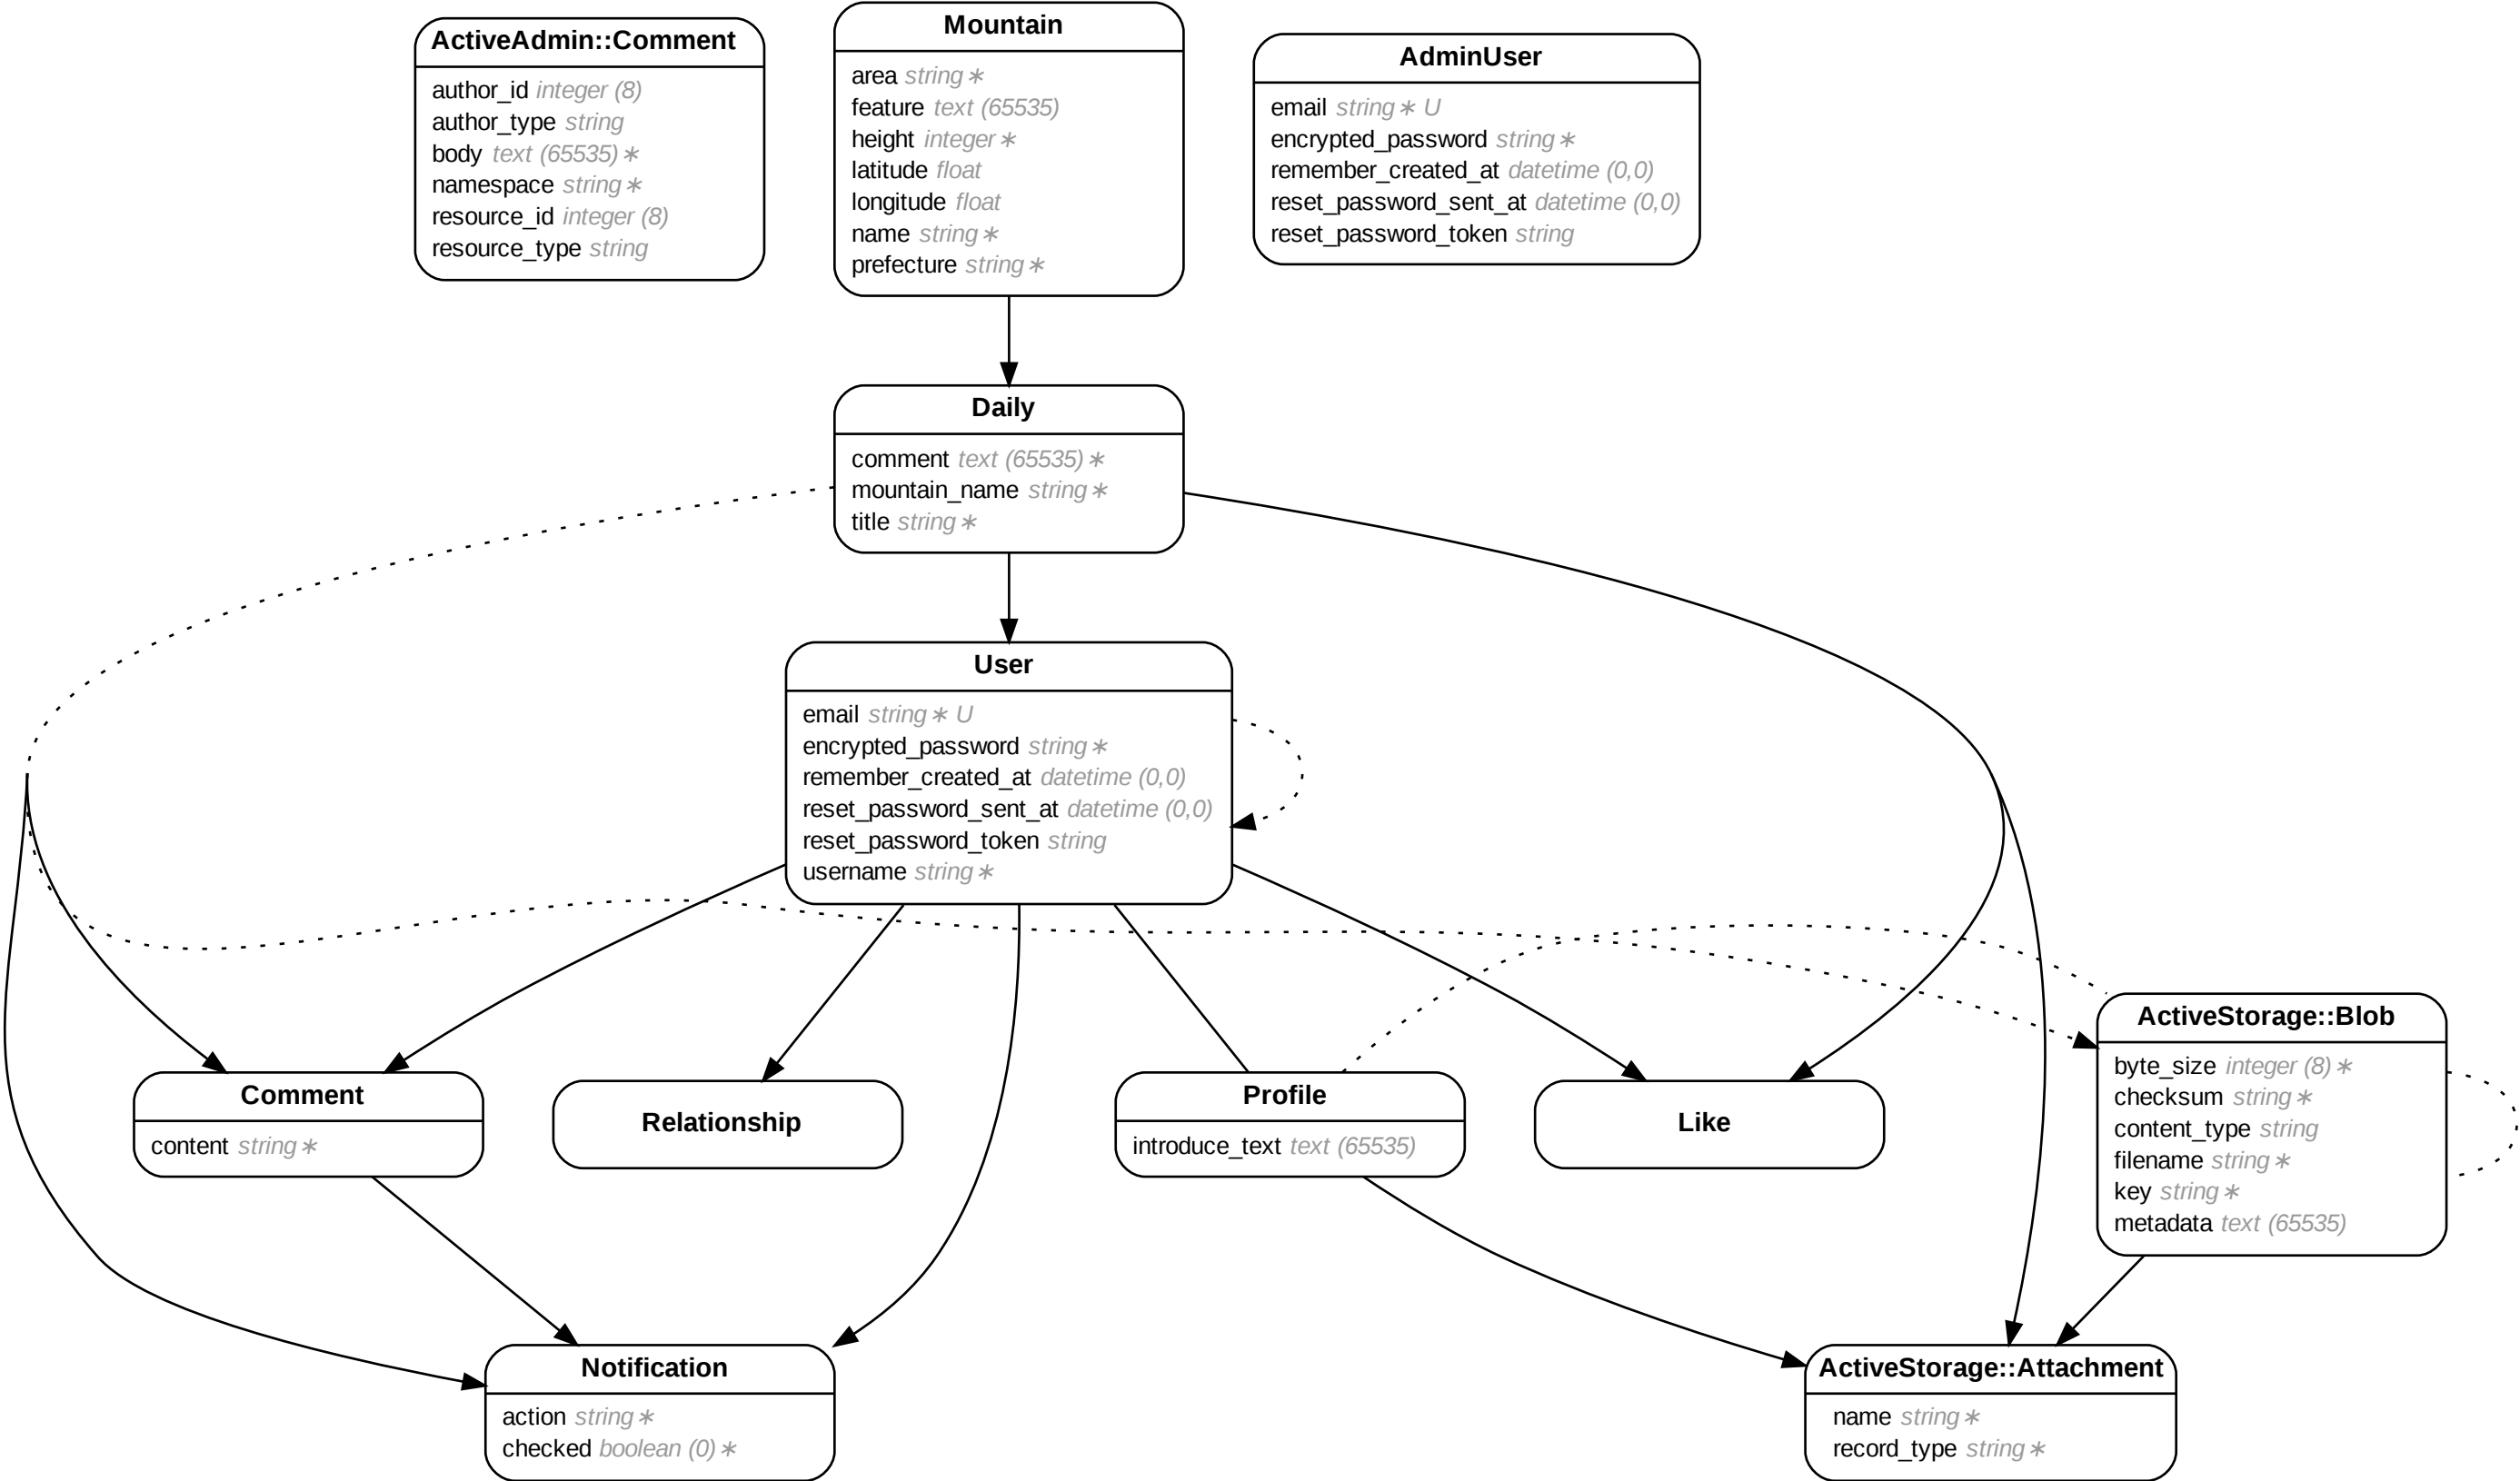 ActiveAdmin::Comment
author_id integer (8)
author_type string
body text (65535) ∗
namespace string ∗
resource_id integer (8)
resource_type string
Mountain
area string ∗
feature text (65535)
height integer ∗
latitude float
longitude float
name string ∗
prefecture string ∗
AdminUser
email string ∗ U
encrypted_password string ∗
remember_created_at datetime (0,0)
reset_password_sent_at datetime (0,0)
reset_password_token string
Daily
comment text (65535) ∗
mountain_name string ∗
title string ∗
User
email string ∗ U
encrypted_password string ∗
remember_created_at datetime (0,0)
reset_password_sent_at datetime (0,0)
reset_password_token string
username string ∗
Comment
content string ∗
Relationship
Profile
introduce_text text (65535)
Like
ActiveStorage::Blob
byte_size integer (8) ∗
checksum string ∗
content_type string
filename string ∗
key string ∗
metadata text (65535)
Notification
action string ∗
checked boolean (0) ∗
ActiveStorage::Attachment
name string ∗
record_type string ∗